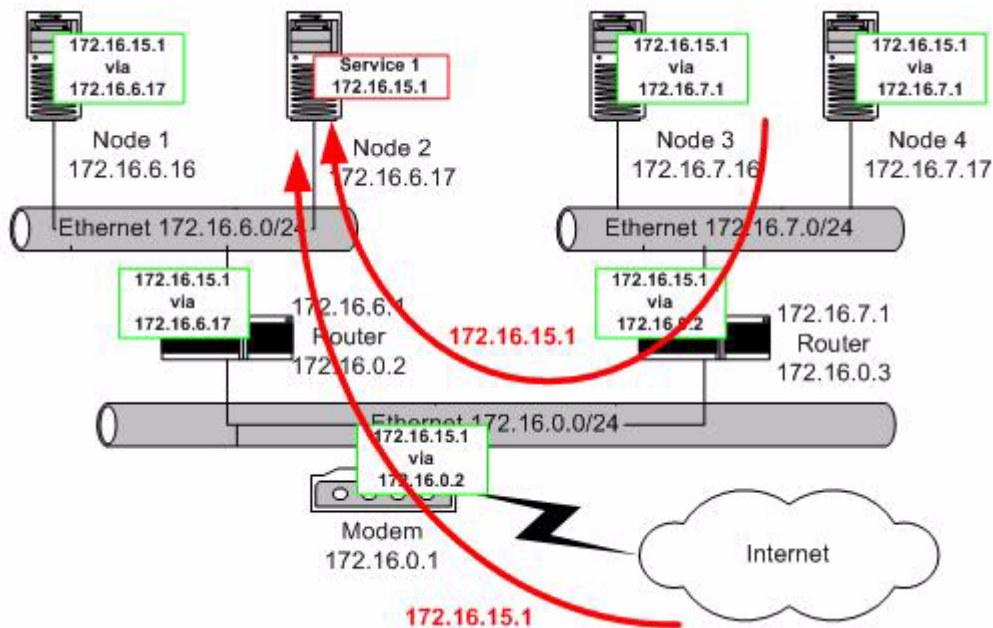 172.16.15.1
via
172.16.6.17
Service 1
172.16.15.1
172.16.15.1
via
172.16.7.1
172.16.15.1
via
172.16.7.1
Node 1
172.16.6.16
Node 2
172.16.6.17
Node 3
172.16.7.16
Node 4
172.16.7.17
Ethernet 172.16.6.0/24
Ethernet 172.16.7.0/24
172.16.15.1
via
172.16.6.17
172.16.6.1
Router
172.16.0.2
172.16.15.1
172.16.15.1
via
172.16.0.2
172.16.7.1
Router
172.16.0.3
Ethernet 172.16.0.0/24
172.16.15.1
via
172.16.0.2
Modem
172.16.0.1
Internet
172.16.15.1